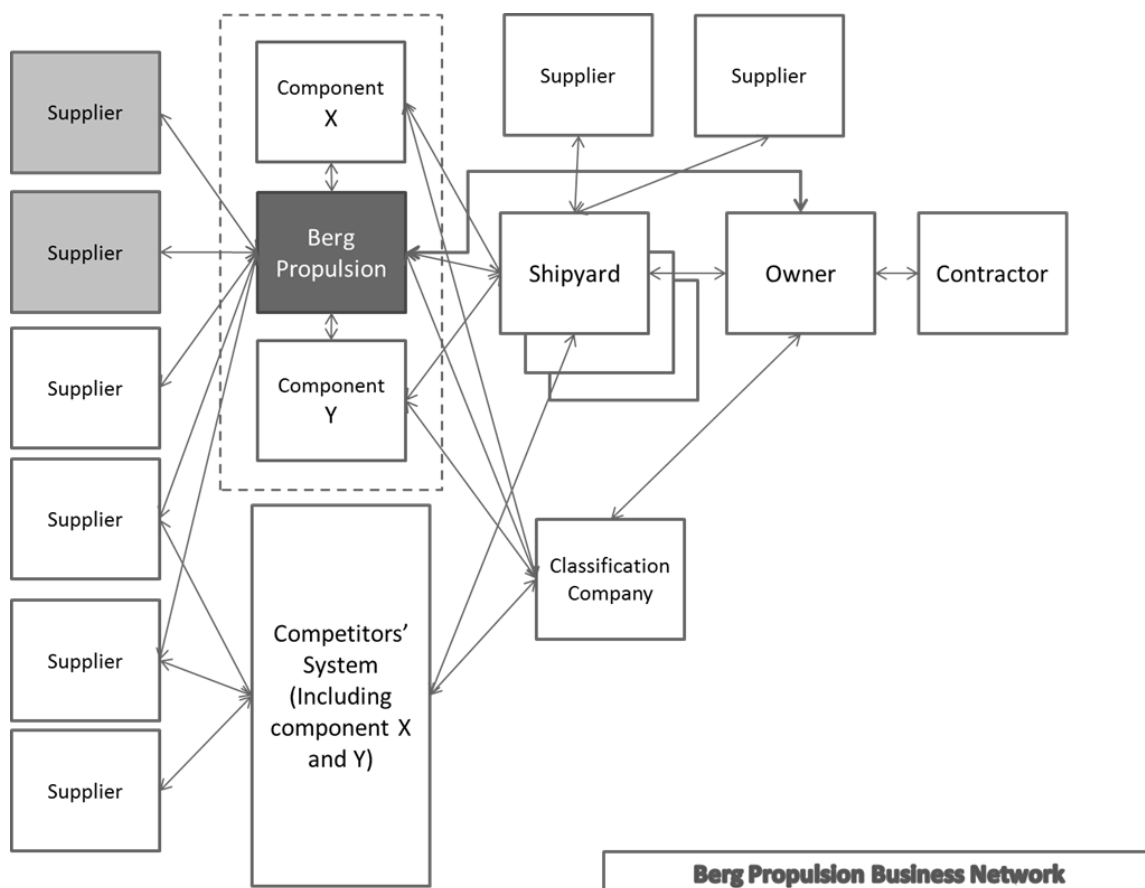 Supplier
Supplier
Supplier
Supplier
Supplier
Supplier
Component
X
Berg
Propulsion
Component
Y
Competitors’
System
(Including
component X
and Y)
Supplier
Supplier
Shipyard
Owner
Contractor
Classification
Company
Berg Propulsion Business Network